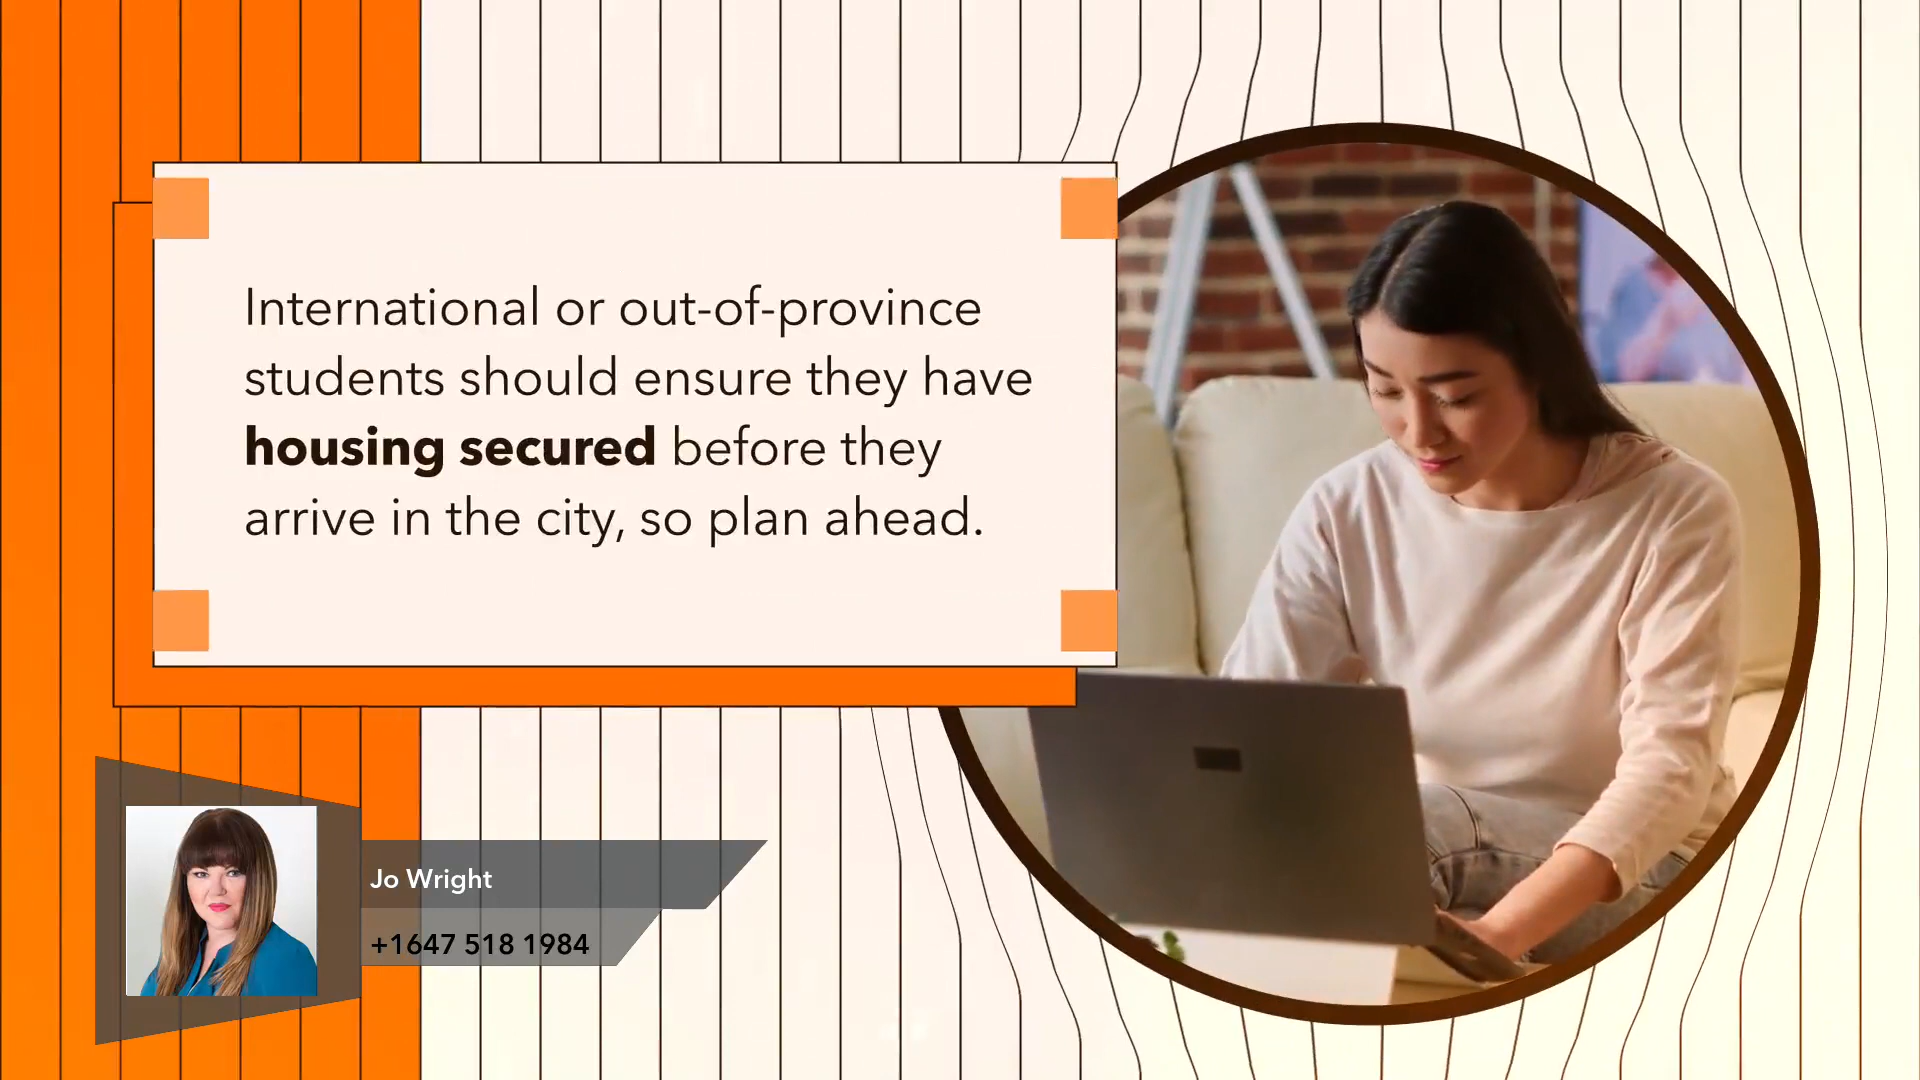 International or out-of-province
students should ensure they have
housing secured before they
arrive in the city, so plan ahead.
Jo Wright
+1647 518 1984